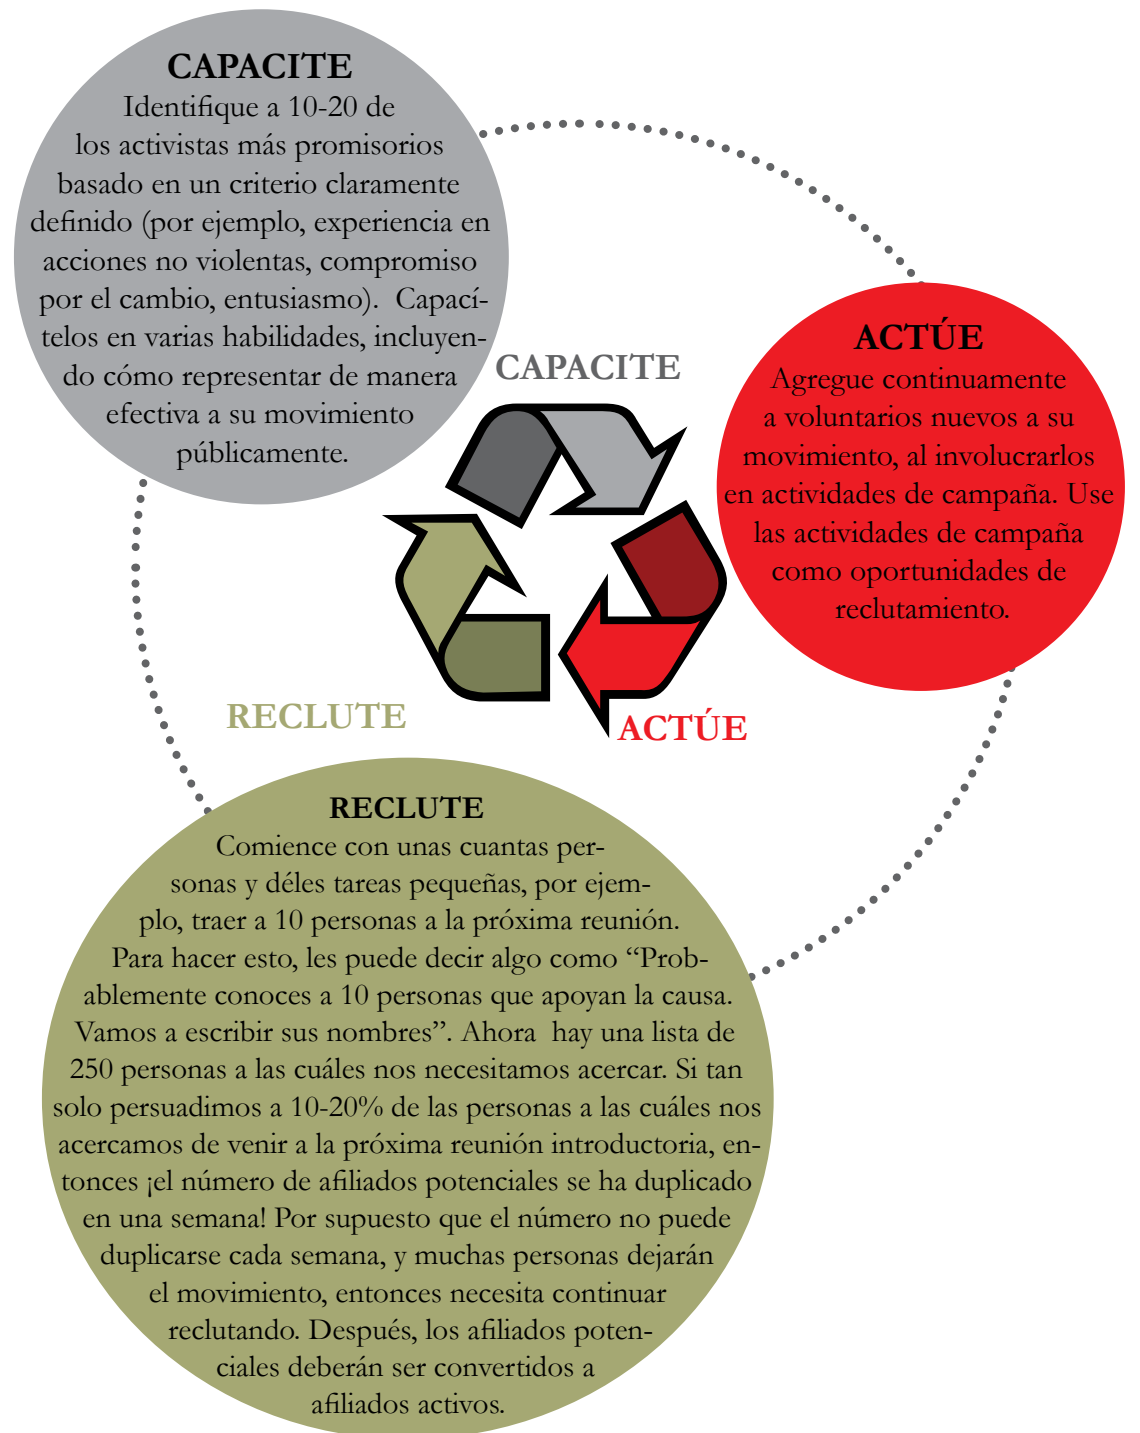 CAPACITE
Identifique a 10-20 de
los activistas más promisorios
basado en un criterio claramente
definido (por ejemplo, experiencia en
acciones no violentas, compromiso
por el cambio, entusiasmo).  Capací-
telos en varias habilidades, incluyen-
do cómo representar de manera
efectiva a su movimiento
públicamente.
ACTÚE
Agregue continuamente
a voluntarios nuevos a su
movimiento, al involucrarlos
en actividades de campaña. Use
las actividades de campaña
como oportunidades de
reclutamiento.
CAPACITE
RECLUTE
ACTÚE
RECLUTE
Comience con unas cuantas per-
sonas y déles tareas pequeñas, por ejem-
plo, traer a 10 personas a la próxima reunión.
Para hacer esto, les puede decir algo como “Prob-
ablemente conoces a 10 personas que apoyan la causa.
Vamos a escribir sus nombres”. Ahora  hay una lista de
250 personas a las cuáles nos necesitamos acercar. Si tan
solo persuadimos a 10-20% de las personas a las cuáles nos
acercamos de venir a la próxima reunión introductoria, en-
tonces ¡el número de afiliados potenciales se ha duplicado
en una semana! Por supuesto que el número no puede
duplicarse cada semana, y muchas personas dejarán
el movimiento, entonces necesita continuar
reclutando. Después, los afiliados poten-
ciales deberán ser convertidos a
afiliados activos.